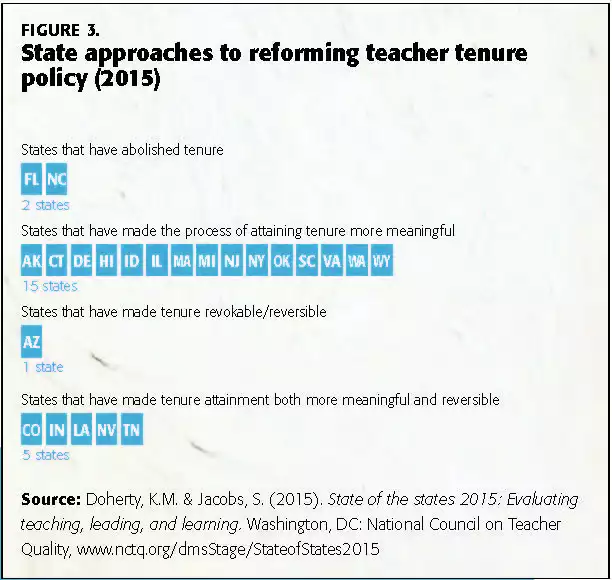 FIGURE 3.
State approaches to reforming teacher tenure
policy (2015)
States that have abolished tenure
FL NC
2 states
States that have made the process of attaining tenure more meaningful
AK CT DE HI ID IL MA MI NJ NY OK SC VA WA WY
15 states
States that have made tenure revokable/reversible
AZ
1 state
States that have made tenure attainment both more meaningful and reversible
CO IN LA NV TN
5 states
Source: Doherty, K.M. & Jacobs, S. (2015). State of the states 2015: Evaluating
teaching, leading, and learning. Washington, DC: National Council on Teacher
Quality, www.nctq.org/dmsStage/StateofStates2015